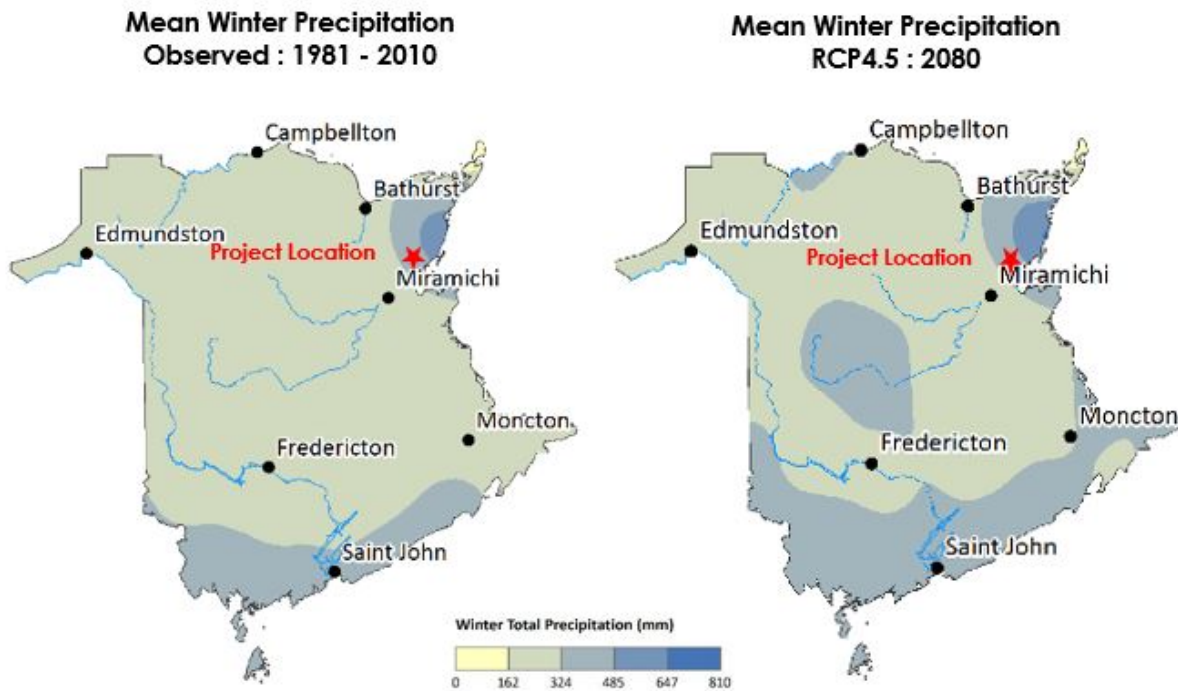 Mean Winter Precipitation
Observed : 1981 - 2010
Campbellton
Bathurst
Edmundston
Project Location
Miramichi
Moncton
Fredericton
Saint John
Mean Winter Precipitation
RCP4.5 : 2080
Campbellton
Bathurst
Edmundston
Project Location
Miramichi
Moncton
Fredericton
Saint John
Winter Total Precipitation (mm)
0 162 324 485 647 810